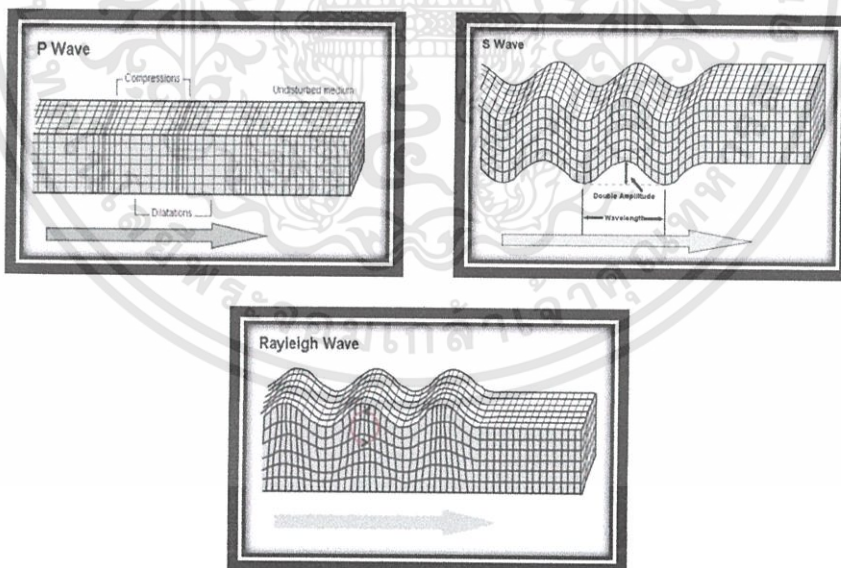 P Wave
Compressions
Undisturbed medium
Dilatations
S Wave
Double Amplitude
Wavelength
Rayleigh Wave